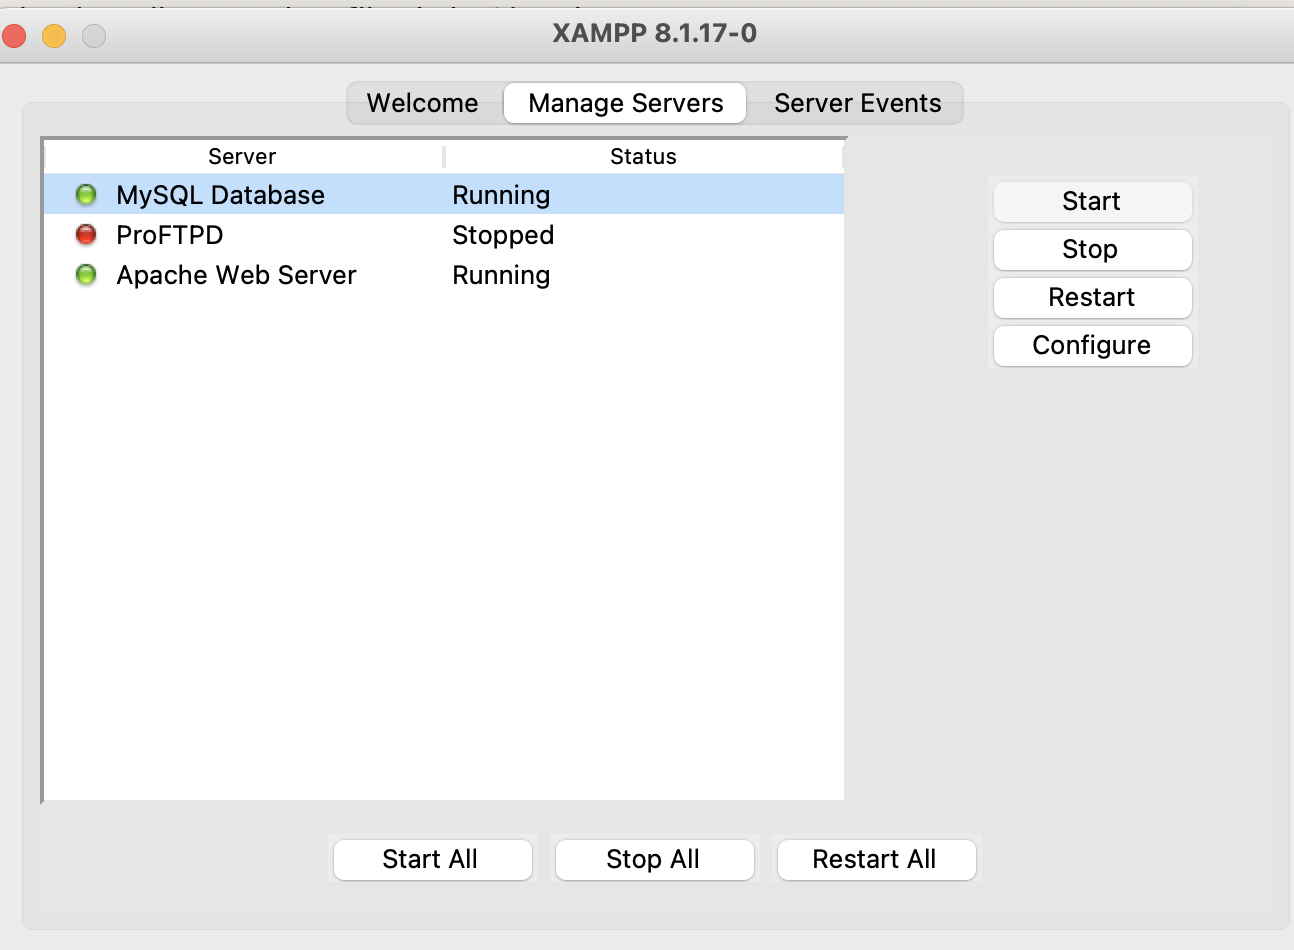 XAMPP 8.1.17-0
Welcome Manage Servers Server Events
Server Status
MySQL Database Running
ProFTPD Stopped
Apache Web Server Running
Start
Stop
Restart
Configure
Start All Stop All Restart All